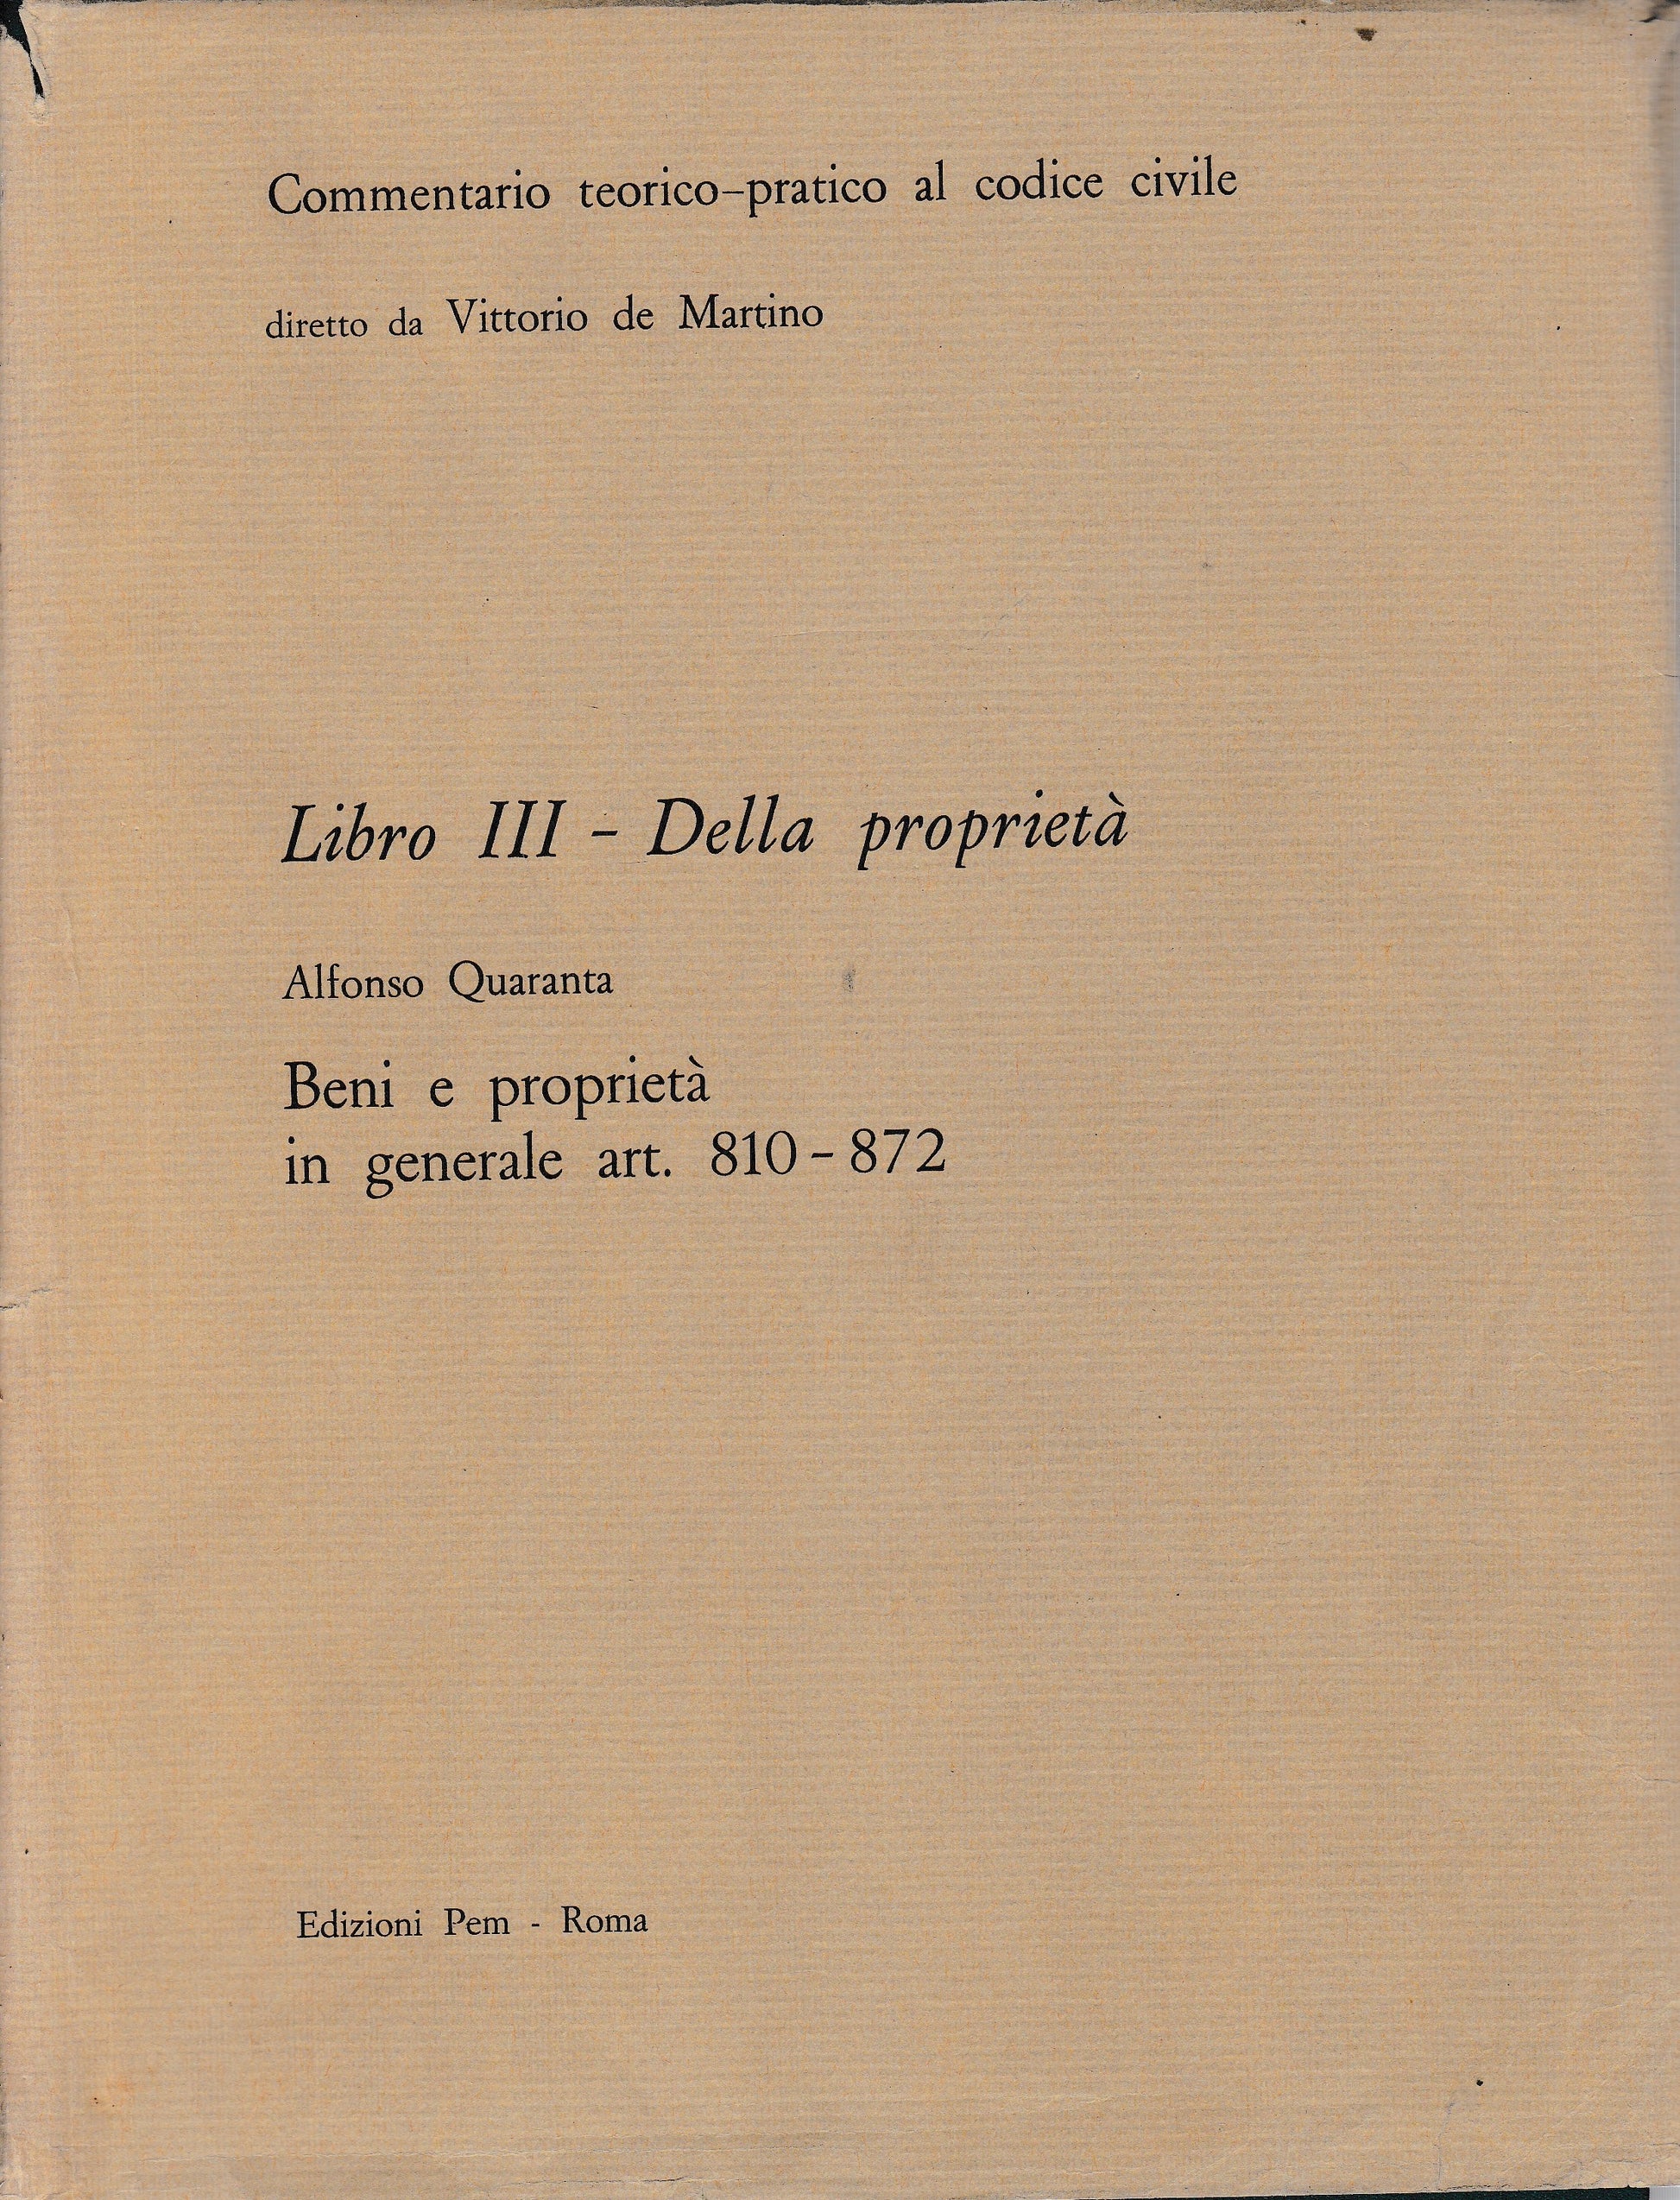 Commentario teorico-pratico al codice civile
diretto da Vittorio de Martino
Libro III - Della proprietà
Alfonso Quaranta
Beni e proprietà
in generale art. 810-872
Edizioni Pem - Roma